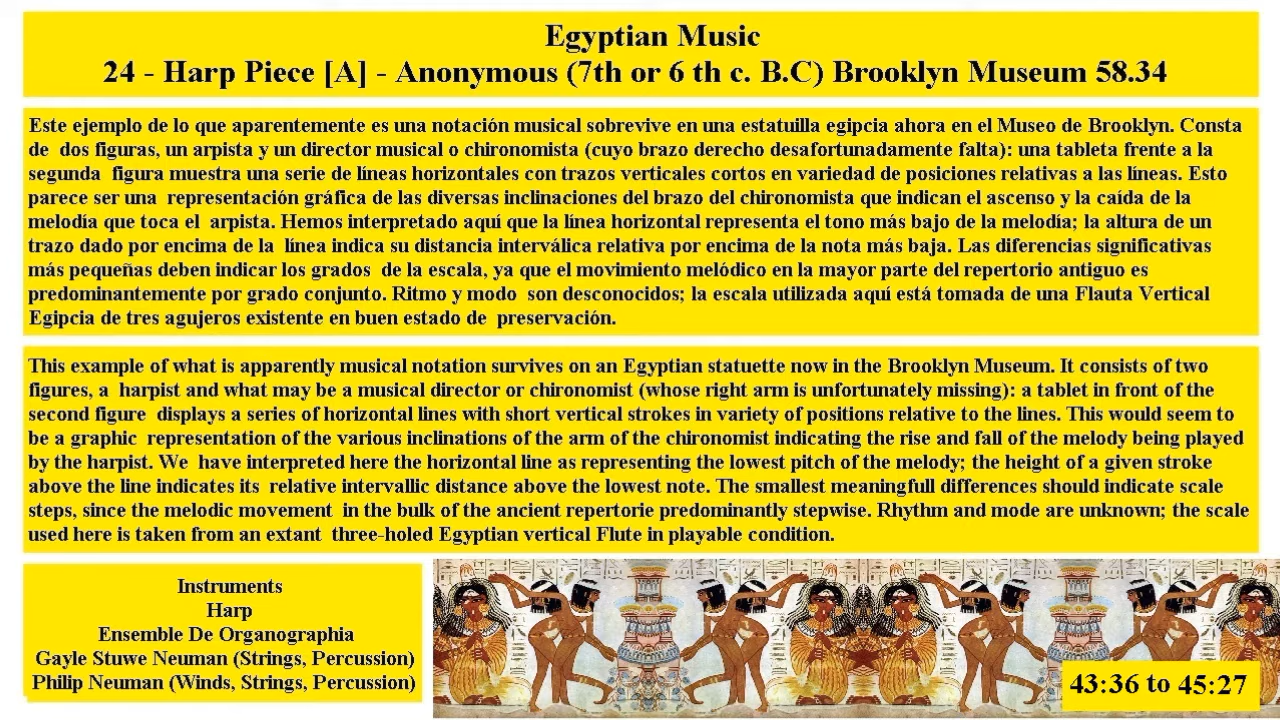 Egyptian Music
24 - Harp Piece [A] - Anonymous (7th or 6 th c. B.C) Brooklyn Museum 58.34
Este ejemplo de lo que aparentemente es una notación musical sobrevive en una estatuilla egipcia ahora en el Museo de Brooklyn. Consta
de dos figuras, un arpista y un director musical o chironomista (cuyo brazo derecho desafortunadamente falta): una tableta frente a la
segunda figura muestra una serie de líneas horizontales con trazos verticales cortos en variedad de posiciones relativas a las líneas. Esto
parece ser una representación gráfica de las diversas inclinaciones del brazo del chironomista que indican el ascenso y la caída de la
melodía que toca el arpista. Hemos interpretado aquí que la línea horizontal representa el tono más bajo de la melodía; la altura de un
trazo dado por encima de la línea indica su distancia interválica relativa por encima de la nota más baja. Las diferencias significativas
más pequeñas deben indicar los grados de la escala, ya que el movimiento melódico en la mayor parte del repertorio antiguo es
predominantemente por grado conjunto. Ritmo y modo son desconocidos; la escala utilizada aquí está tomada de una Flauta Vertical
Egipcia de tres agujeros existente en buen estado de preservación.
This example of what is apparently musical notation survives on an Egyptian statuette now in the Brooklyn Museum. It consists of two
figures, a harpist and what may be a musical director or chironomist (whose right arm is unfortunately missing): a tablet in front of the
second figure displays a series of horizontal lines with short vertical strokes in variety of positions relative to the lines. This would seem to
be a graphic representation of the various inclinations of the arm of the chironomist indicating the rise and fall of the melody being played
by the harpist. We have interpreted here the horizontal line as representing the lowest pitch of the melody; the height of a given stroke
above the line indicates its relative intervallic distance above the lowest note. The smallest meaningfull differences should indicate scale
steps, since the melodic movement in the bulk of the ancient repertorie predominantly stepwise. Rhythm and mode are unknown; the scale
used here is taken from an extant three-holed Egyptian vertical Flute in playable condition.
Instruments
Harp
Ensemble De Organographia
Gayle Stuwe Neuman (Strings, Percussion)
Philip Neuman (Winds, Strings, Percussion)
43:36 to 45:27